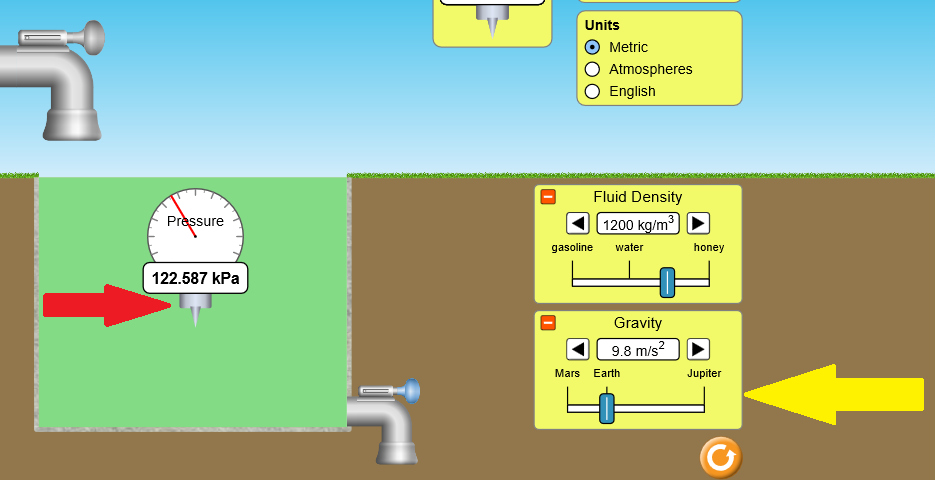 Units
Metric
Atmospheres
English
Pressure
122.587 kPa
Fluid Density
1200 kg/m³
gasoline water honey
Gravity
9.8 m/s²
Mars Earth Jupiter